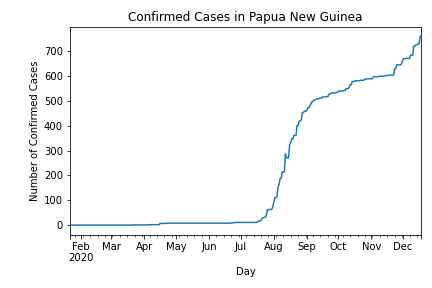 Confirmed Cases in Papua New Guinea
Number of Confirmed Cases
700
600
500
400
300
200
100
0
Feb Mar Apr May Jun Jul Aug Sep Oct Nov Dec
2020
Day